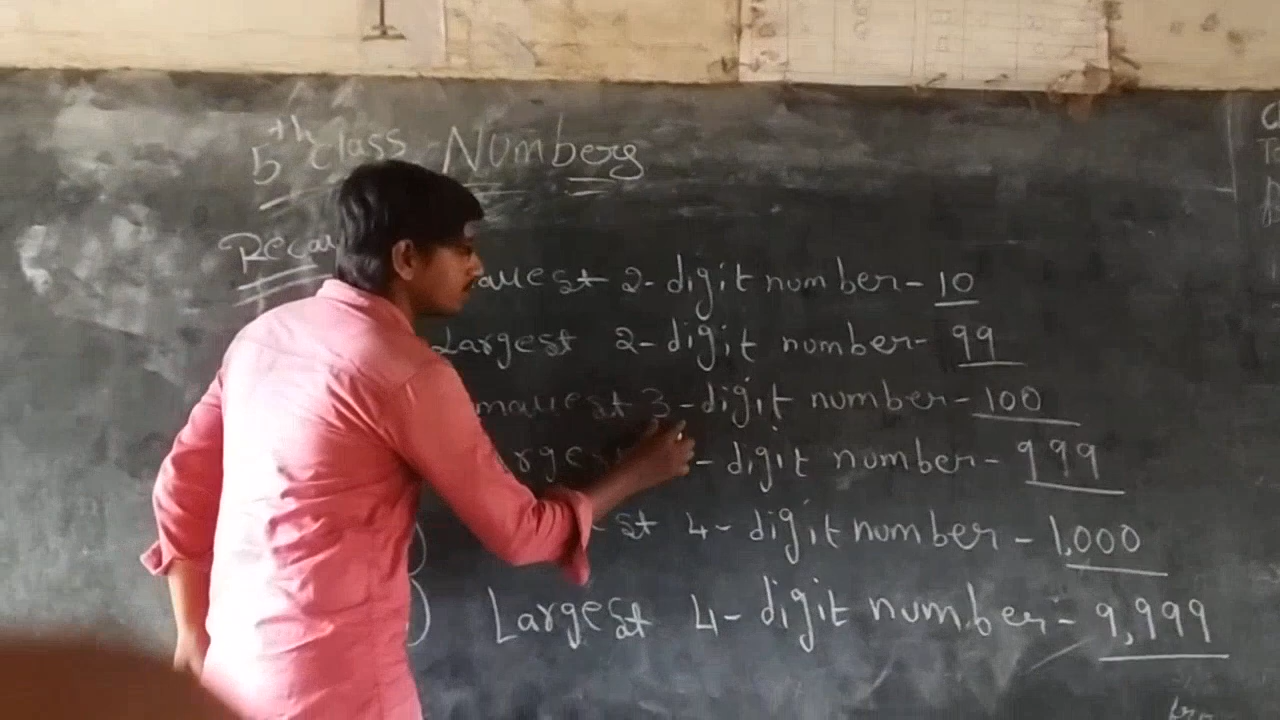 5th class Numbers
2-digit number - 10
Largest 2-digit number - 99
3-digit number - 100
- digit number - 999
4-digit number - 1,000
) Largest 4-digit number - 9,999